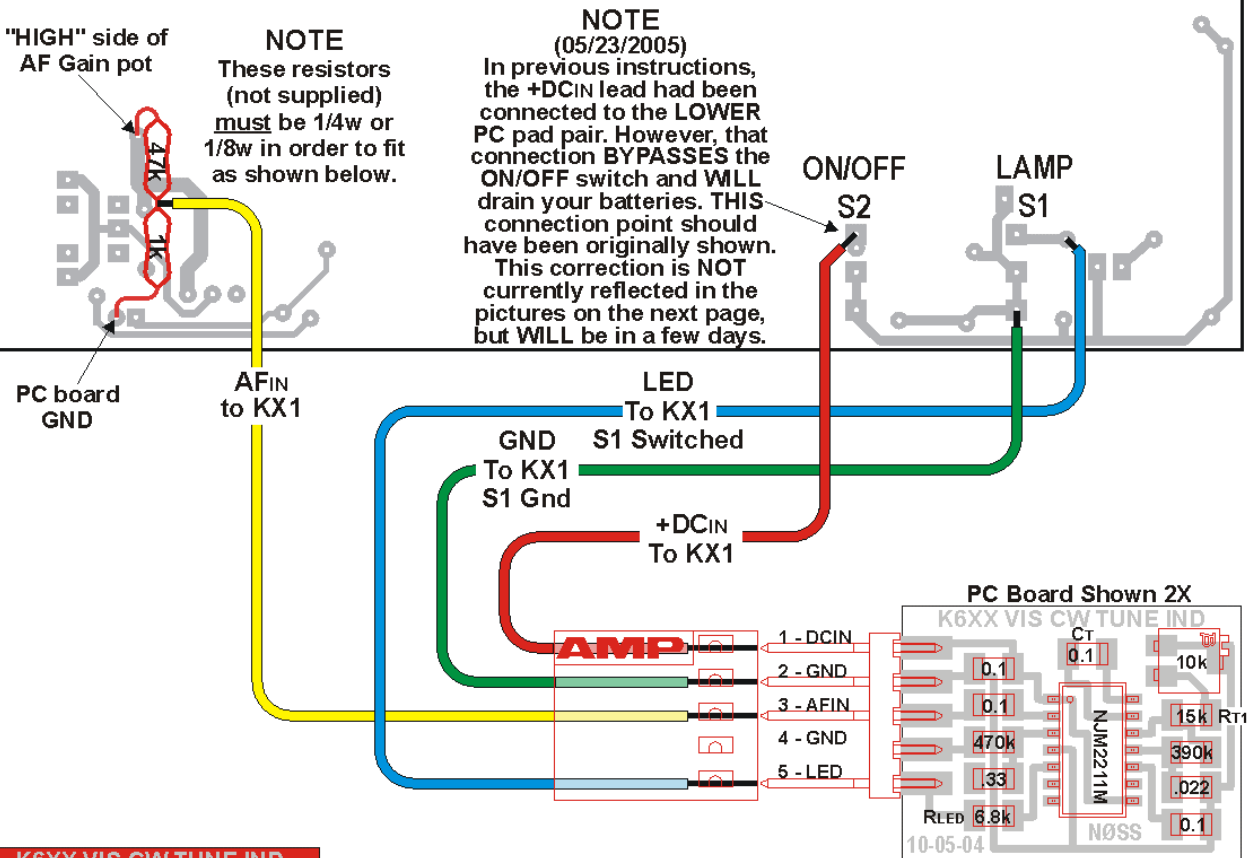 "HIGH" side of
AF Gain pot
NOTE
These resistors
(not supplied)
must be 1/4w or
1/8w in order to fit
as shown below.
NOTE
(05/23/2005)
In previous instructions,
the +DCIN lead had been
connected to the LOWER
PC pad pair. However, that
connection BYPASSES the
ON/OFF switch and WILL
drain your batteries. THIS
connection point should
have been originally shown.
This correction is NOT
currently reflected in the
pictures on the next page,
but WILL be in a few days.
ON/OFF
S2
LAMP
S1
47k
1k
PC board
GND
AFIN
to KX1
LED
To KX1
S1 Switched
GND
To KX1
S1 Gnd
+DCIN
To KX1
AMP
1 - DCIN
2 - GND
3 - AFIN
4 - GND
5 - LED
PC Board Shown 2X
K6XX VIS CW TUNE IND
CT
0.1
10k
0.1
0.1
470k
.33
RLED 6.8k
NJM2211M
15k RT1
390k
.022
0.1
NØSS
10-05-04
K6XX VIS CW TUNE IND